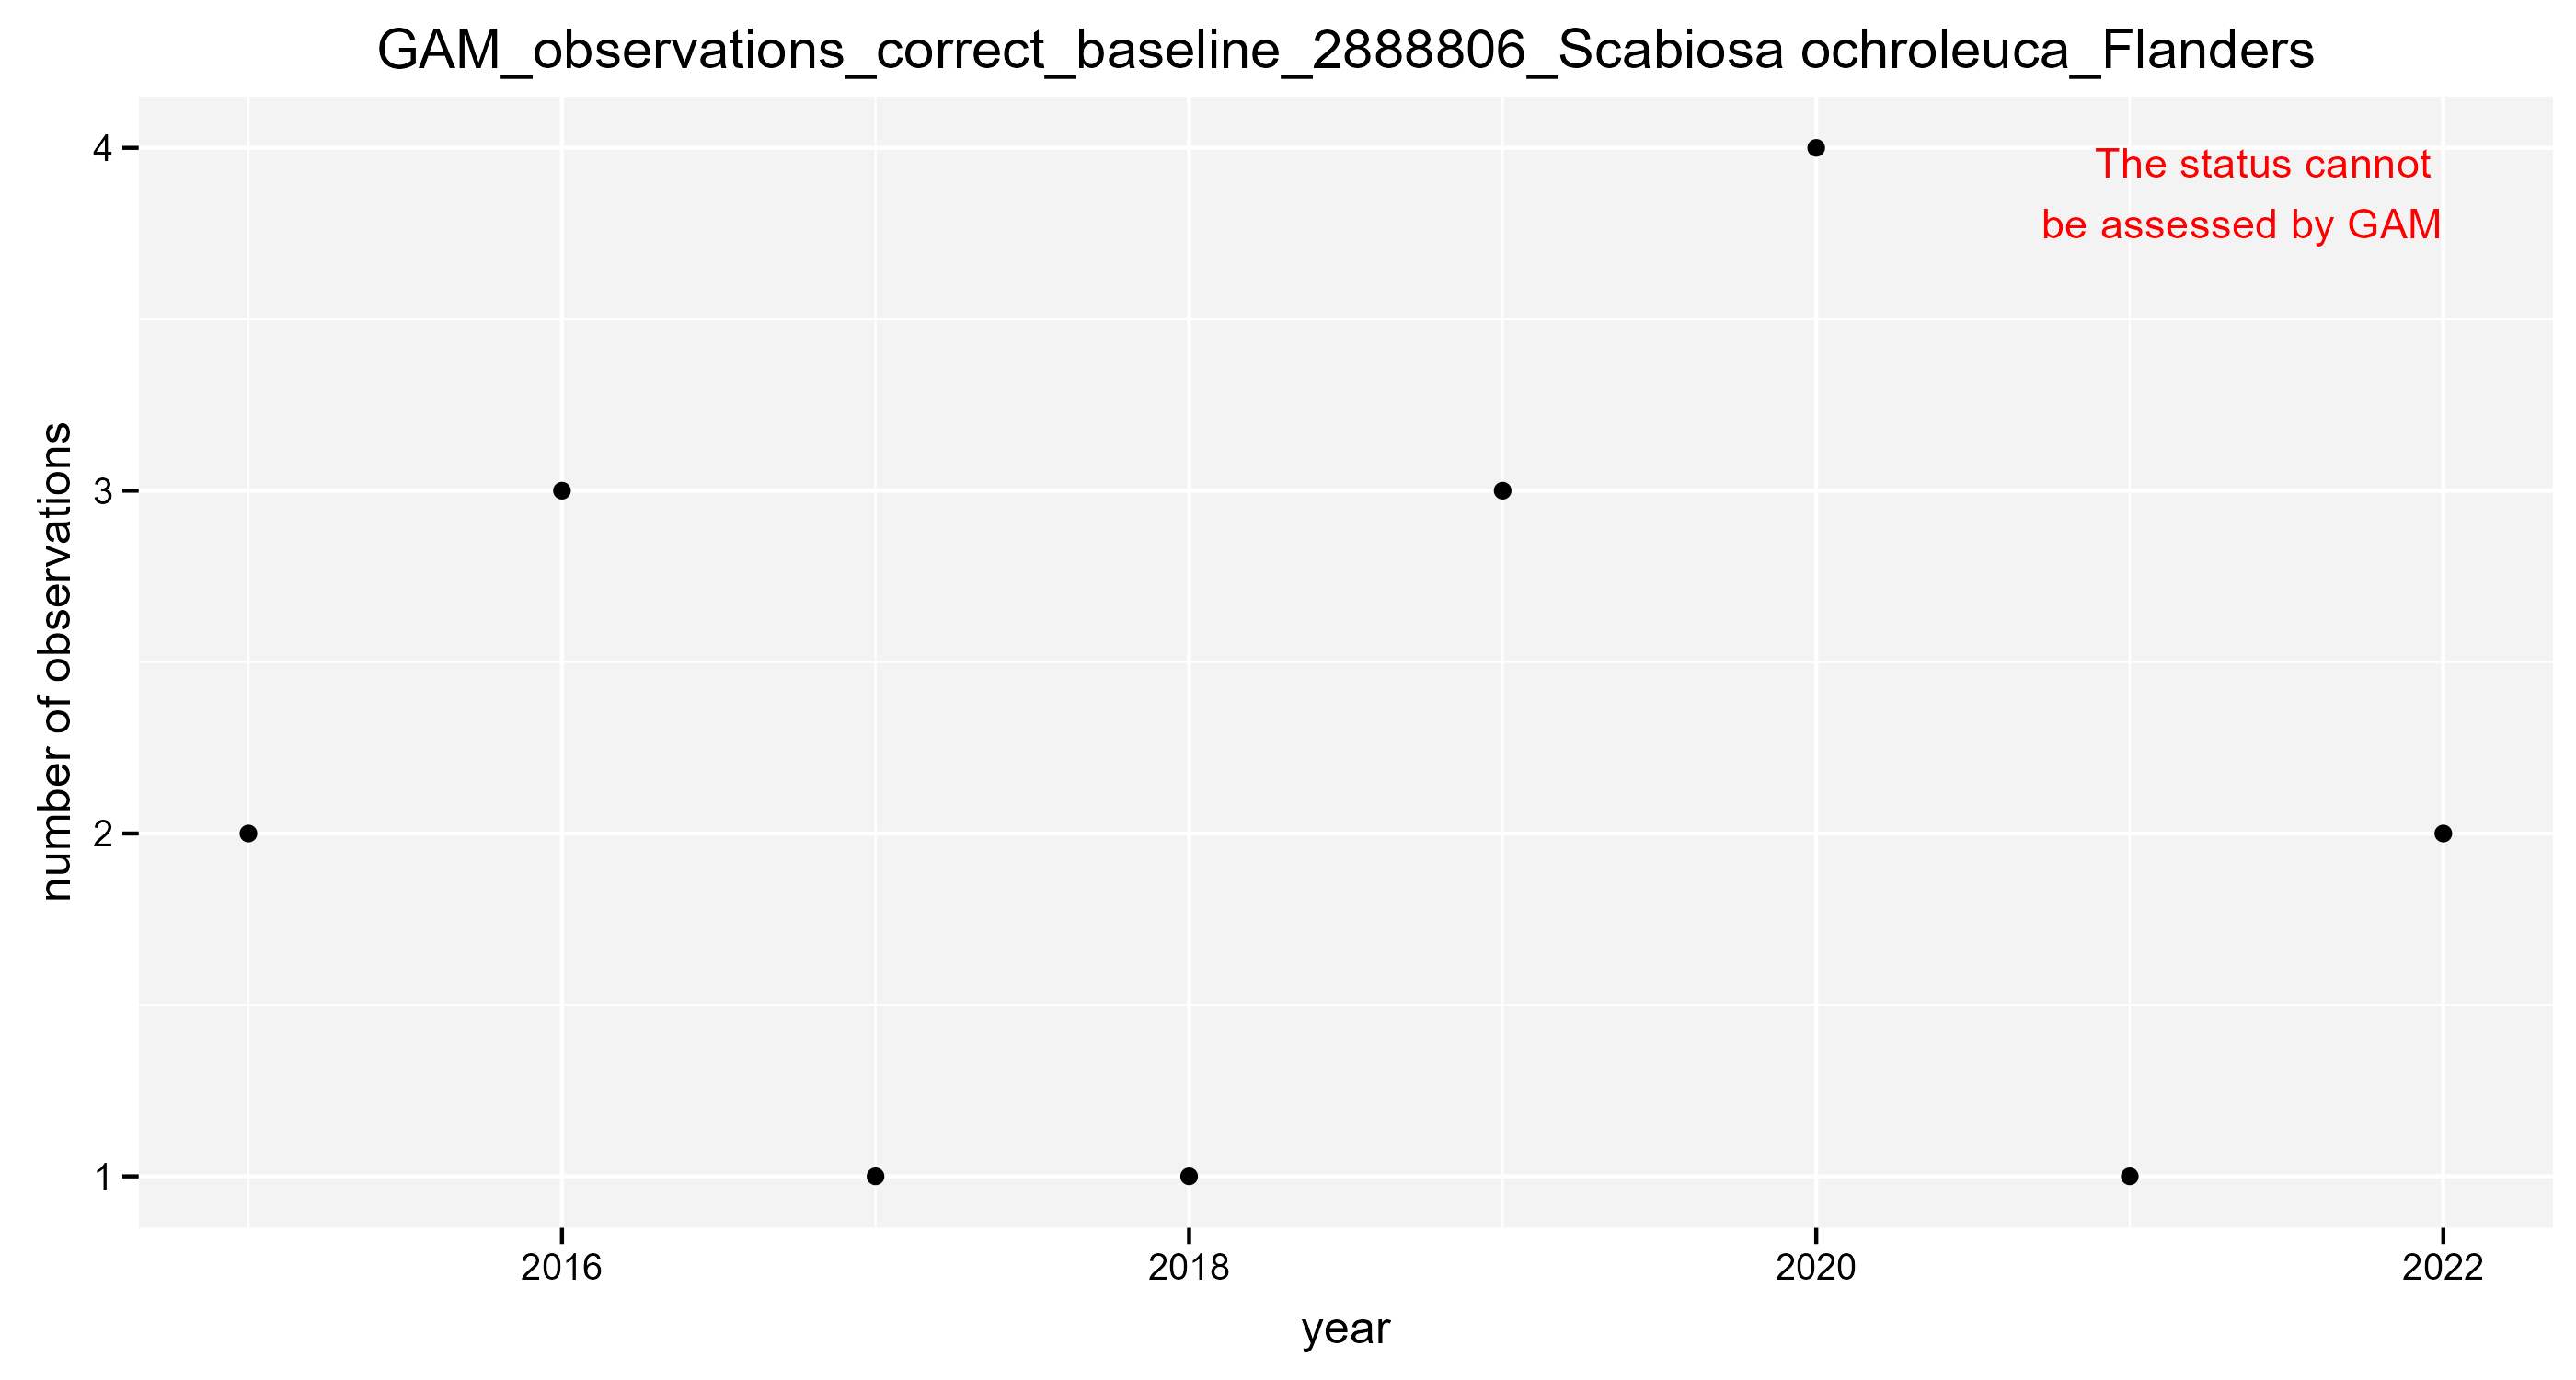 GAM_observations_correct_baseline_2888806_Scabiosa ochroleuca_Flanders
The status cannot
be assessed by GAM
number of observations
4
3
2
1
2016 2018 2020 2022
year